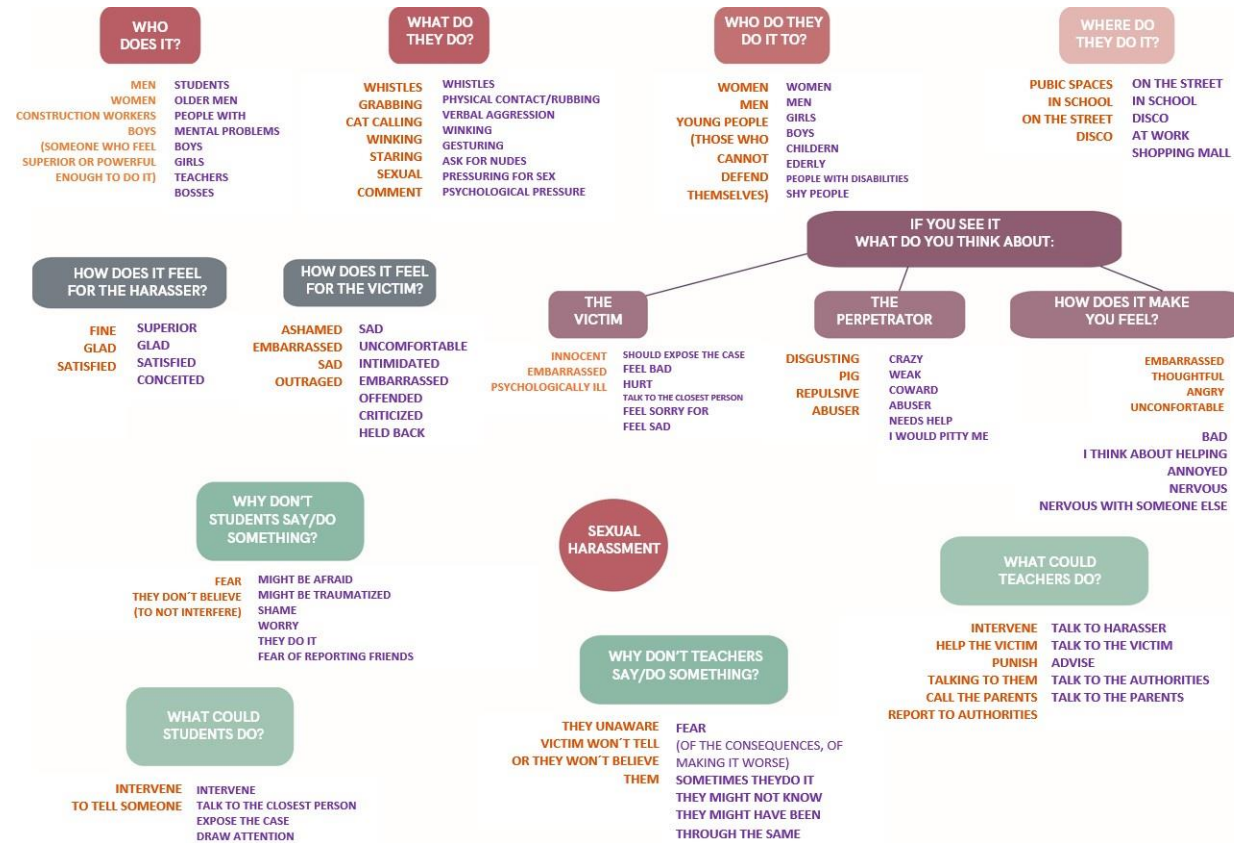 WHO
DOES IT?
MEN
WOMEN
CONSTRUCTION WORKERS
BOYS
(SOMEONE WHO FEEL
SUPERIOR OR POWERFUL
ENOUGH TO DO IT)
STUDENTS
OLDER MEN
PEOPLE WITH
MENTAL PROBLEMS
BOYS
GIRLS
TEACHERS
BOSSES
WHAT DO
THEY DO?
WHISTLES
GRABBING
CAT CALLING
WINKING
STARING
SEXUAL
COMMENT
WHISTLES
PHYSICAL CONTACT/RUBBING
VERBAL AGGRESSION
WINKING
GESTURING
ASK FOR NUDES
PRESSURING FOR SEX
PSYCHOLOGICAL PRESSURE
WHO DO THEY
DO IT TO?
WOMEN
MEN
YOUNG PEOPLE
(THOSE WHO
CANNOT
DEFEND
THEMSELVES)
WOMEN
MEN
GIRLS
BOYS
CHILDERN
EDERLY
PEOPLE WITH DISABILITIES
SHY PEOPLE
WHERE DO
THEY DO IT?
PUBIC SPACES
IN SCHOOL
ON THE STREET
DISCO
ON THE STREET
IN SCHOOL
DISCO
AT WORK
SHOPPING MALL
HOW DOES IT FEEL
FOR THE HARASSER?
FINE
GLAD
SATISFIED
SUPERIOR
GLAD
SATISFIED
CONCEITED
HOW DOES IT FEEL
FOR THE VICTIM?
ASHAMED
EMBARRASSED
SAD
OUTRAGED
SAD
UNCOMFORTABLE
INTIMIDATED
EMBARRASSED
OFFENDED
CRITICIZED
HELD BACK
IF YOU SEE IT
WHAT DO YOU THINK ABOUT:
THE
VICTIM
INNOCENT
EMBARRASSED
PSYCHOLOGICALLY ILL
SHOULD EXPOSE THE CASE
FEEL BAD
HURT
TALK TO THE CLOSEST PERSON
FEEL SORRY FOR
FEEL SAD
THE
PERPETRATOR
DISGUSTING
PIG
REPULSIVE
ABUSER
CRAZY
WEAK
COWARD
ABUSER
NEEDS HELP
I WOULD PITTY ME
HOW DOES IT MAKE
YOU FEEL?
EMBARRASSED
THOUGHTFUL
ANGRY
UNCONFORTABLE
BAD
I THINK ABOUT HELPING
ANNOYED
NERVOUS
NERVOUS WITH SOMEONE ELSE
WHY DON'T
STUDENTS SAY/DO
SOMETHING?
FEAR
THEY DON´T BELIEVE
(TO NOT INTERFERE)
MIGHT BE AFRAID
MIGHT BE TRAUMATIZED
SHAME
WORRY
THEY DO IT
FEAR OF REPORTING FRIENDS
SEXUAL
HARASSMENT
WHAT COULD
TEACHERS DO?
INTERVENE
HELP THE VICTIM
PUNISH
TALKING TO THEM
CALL THE PARENTS
REPORT TO AUTHORITIES
TALK TO HARASSER
TALK TO THE VICTIM
ADVISE
TALK TO THE AUTHORITIES
TALK TO THE PARENTS
WHY DON'T TEACHERS
SAY/DO SOMETHING?
THEY UNAWARE
VICTIM WON´T TELL
OR THEY WON´T BELIEVE
THEM
FEAR
(OF THE CONSEQUENCES, OF
MAKING IT WORSE)
SOMETIMES THEYDO IT
THEY MIGHT NOT KNOW
THEY MIGHT HAVE BEEN
THROUGH THE SAME
WHAT COULD
STUDENTS DO?
INTERVENE
TO TELL SOMEONE
INTERVENE
TALK TO THE CLOSEST PERSON
EXPOSE THE CASE
DRAW ATTENTION